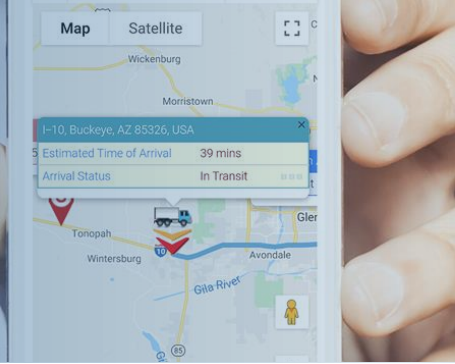 Map Satellite
Wickenburg
Morristown
I-10, Buckeye, AZ 85326, USA
Estimated Time of Arrival 39 mins
Arrival Status In Transit
Tonopah
10
Wintersburg
Avondale
Gila River
85